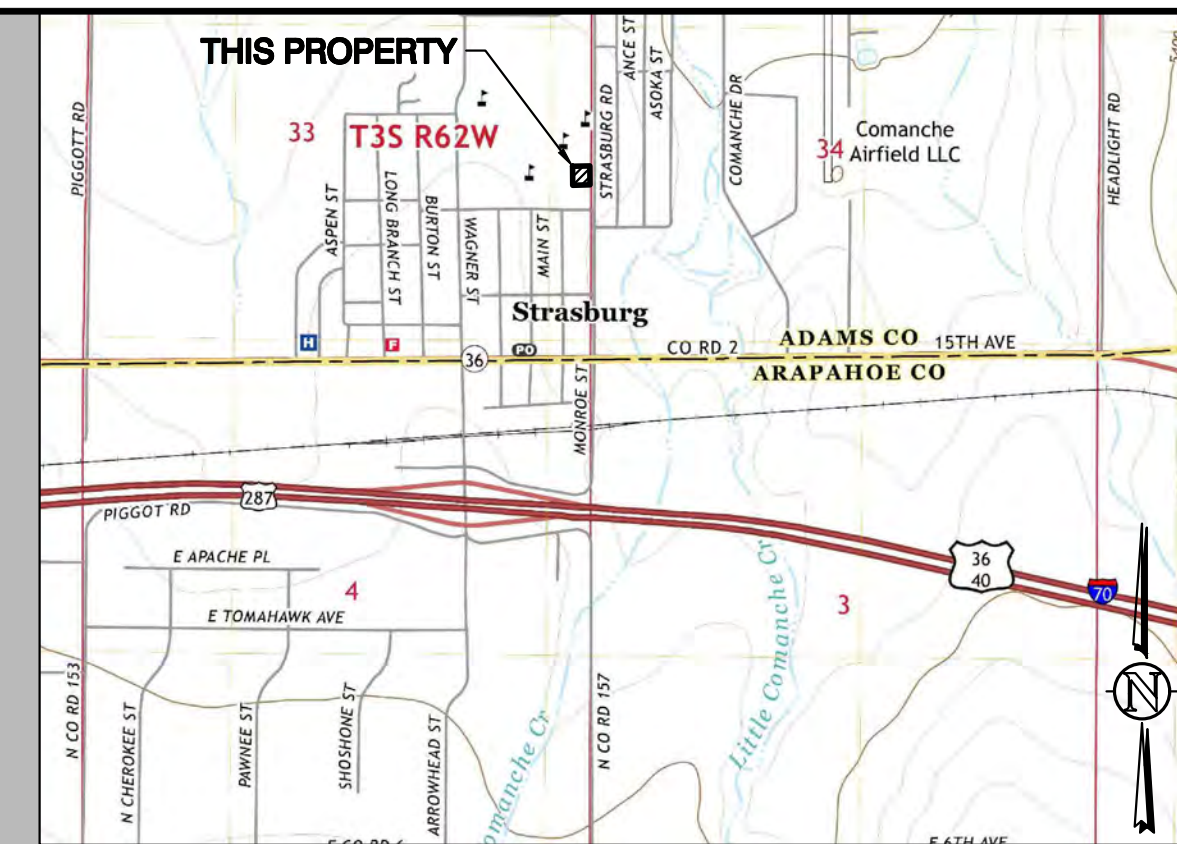 THIS PROPERTY
PIGGOTT RD
33
T3S R62W
ASPEN ST
LONG BRANCH ST
BURTON ST
WAGNER ST
MAIN ST
STRASBURG RD
ANCE ST
ASOKA ST
COMANCHE DR
34
Comanche
Airfield LLC
HEADLIGHT RD
Strasburg
H
F
36
PO
CO RD 2
ADAMS CO
15TH AVE
ARAPAHOE CO
MONROE ST
287
PIGGOT RD
E APACHE PL
4
E TOMAHAWK AVE
36
40
70
3
N CO RD 153
N CHEROKEE ST
PAWNEE ST
SHOSHONE ST
ARROWHEAD ST
omanche Cr
N CO RD 157
Little Comanche Cr
N
E 6TH AVE